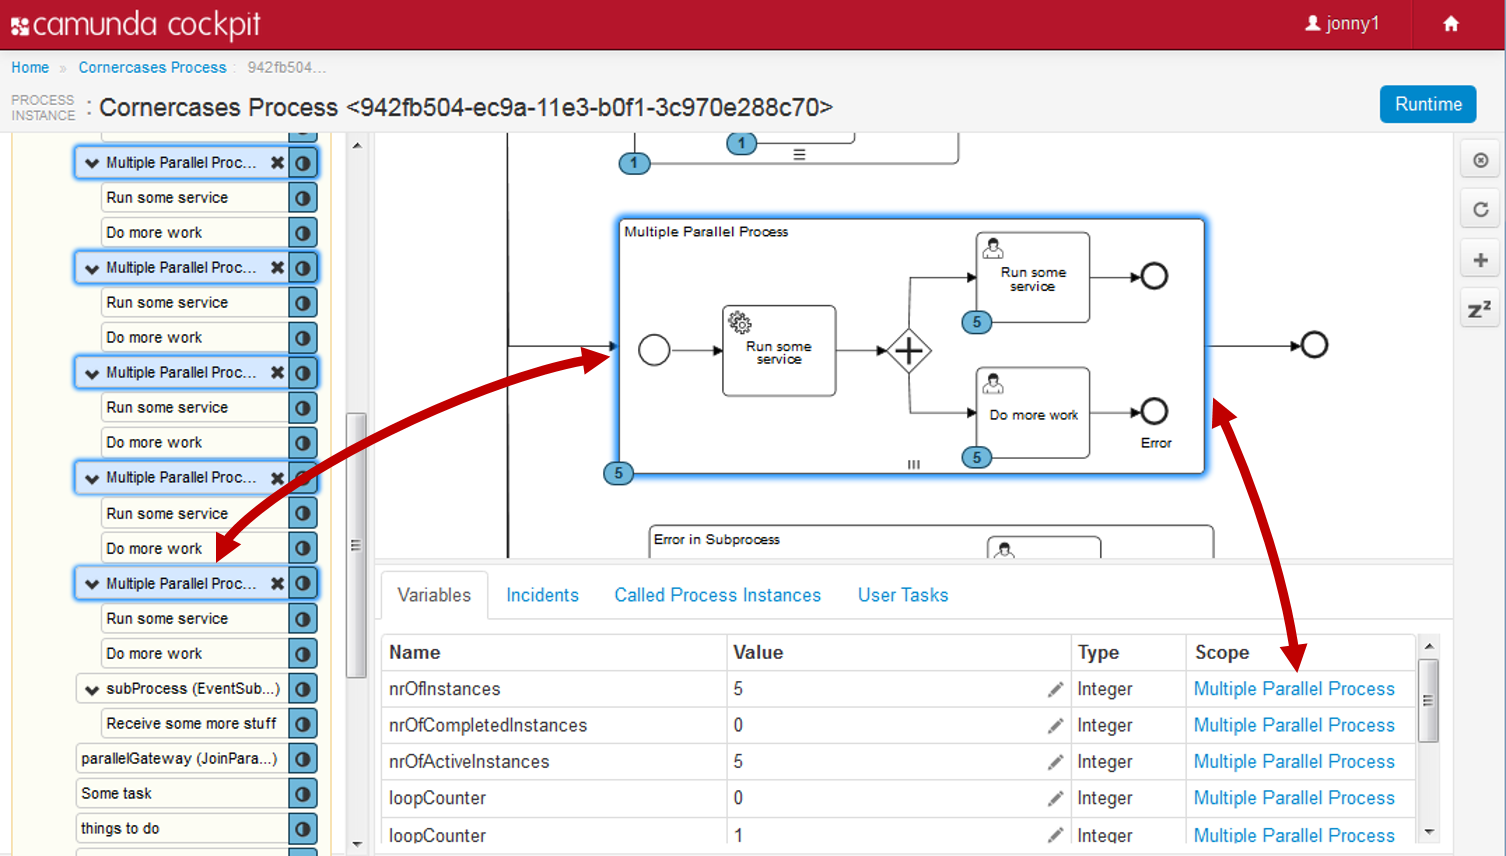 camunda cockpit
jonny1
Home » Cornercases Process : 942fb504...
PROCESS INSTANCE : Cornercases Process <942fb504-ec9a-11e3-b0f1-3c970e288c70>
Runtime
Multiple Parallel Proc...
Run some service
Do more work
Multiple Parallel Proc...
Run some service
Do more work
Multiple Parallel Proc...
Run some service
Do more work
Multiple Parallel Proc...
Run some service
Do more work
Multiple Parallel Proc...
Run some service
Do more work
subProcess (EventSub...)
Receive some more stuff
parallelGateway (JoinPara...)
Some task
things to do
1
1
Multiple Parallel Process
Run some
service
5
Run some
service
Do more work
5
Error
5
Error in Subprocess
zz
Variables Incidents Called Process Instances User Tasks
Name Value Type Scope
nrOfInstances 5 Integer Multiple Parallel Process
nrOfCompletedInstances 0 Integer Multiple Parallel Process
nrOfActiveInstances 5 Integer Multiple Parallel Process
loopCounter 0 Integer Multiple Parallel Process
loopCounter 1 Integer Multiple Parallel Process